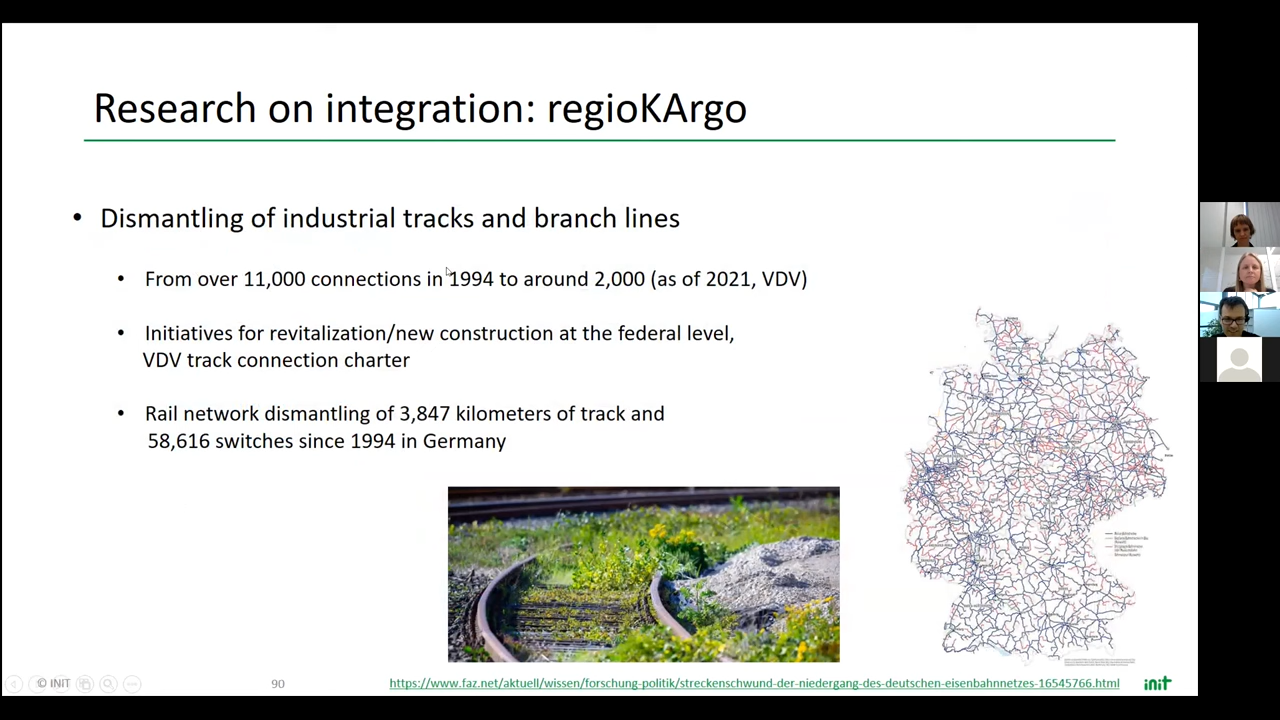 Research on integration: regioKArgo
• Dismantling of industrial tracks and branch lines
• From over 11,000 connections in 1994 to around 2,000 (as of 2021, VDV)
• Initiatives for revitalization/new construction at the federal level,
VDV track connection charter
• Rail network dismantling of 3,847 kilometers of track and
58,616 switches since 1994 in Germany
© INIT
90
https://www.faz.net/aktuell/wissen/forschung-politik/streckenschwund-der-niedergang-des-deutschen-eisenbahnnetzes-16545766.html
init